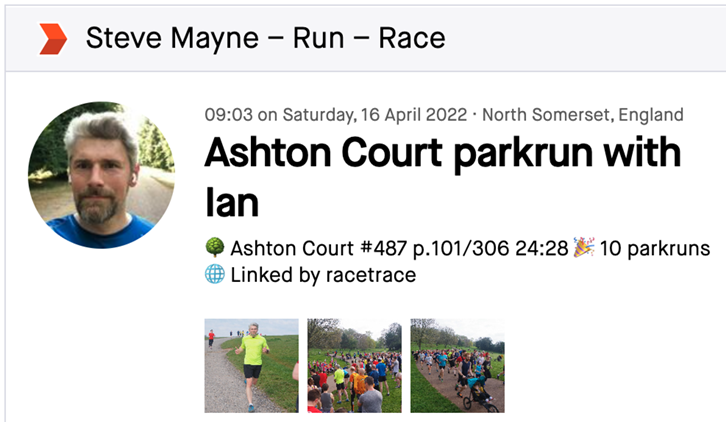 Steve Mayne – Run – Race
09:03 on Saturday, 16 April 2022 · North Somerset, England
Ashton Court parkrun with
Ian
🌳 Ashton Court #487 p.101/306 24:28 🎉 10 parkruns
🌐 Linked by racetrace